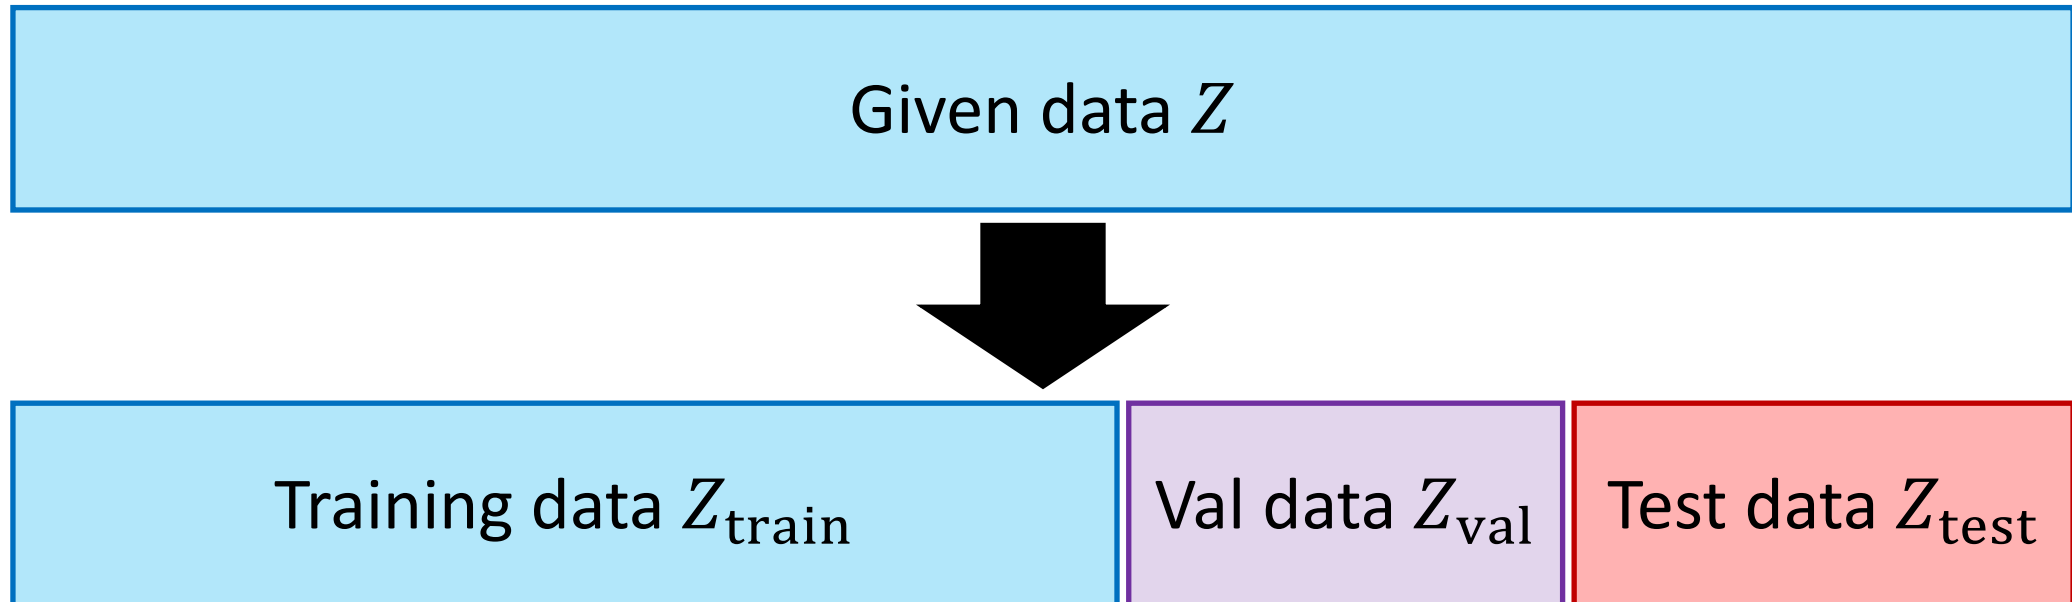 Given data Z
Training data Z_train
Val data Z_val
Test data Z_test